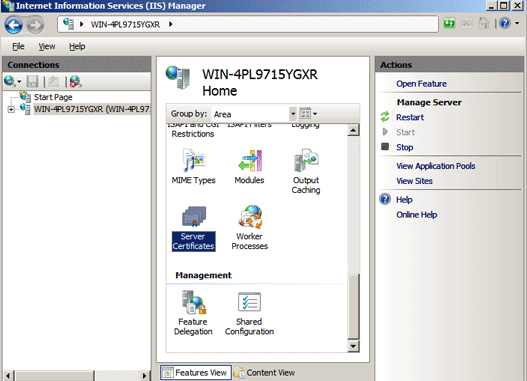 Internet Information Services (IIS) Manager
WIN-4PL9715YGXR
File View Help
Connections
Start Page
WIN-4PL9715YGXR (WIN-4PL971
WIN-4PL9715YGXR
Home
Group by: Area
ISAPI and CGI
Restrictions
ISAPI Filters
Logging
MIME Types
Modules
Output
Caching
Server
Certificates
Worker
Processes
Management
Feature
Delegation
Shared
Configuration
Features View
Content View
Actions
Open Feature
Manage Server
Restart
Start
Stop
View Application Pools
View Sites
Help
Online Help